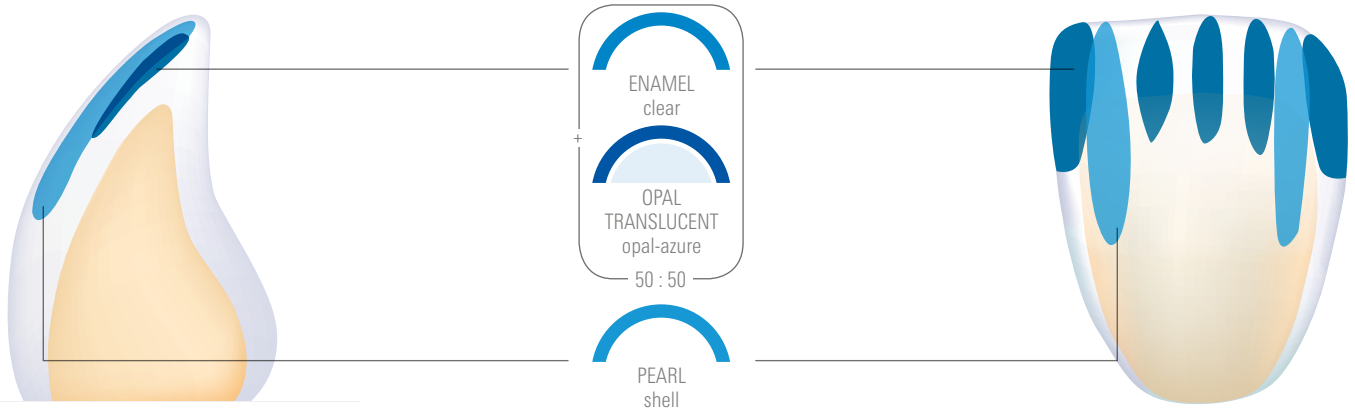 ENAMEL
clear
+
OPAL
TRANSLUCENT
opal-azure
50 : 50
PEARL
shell